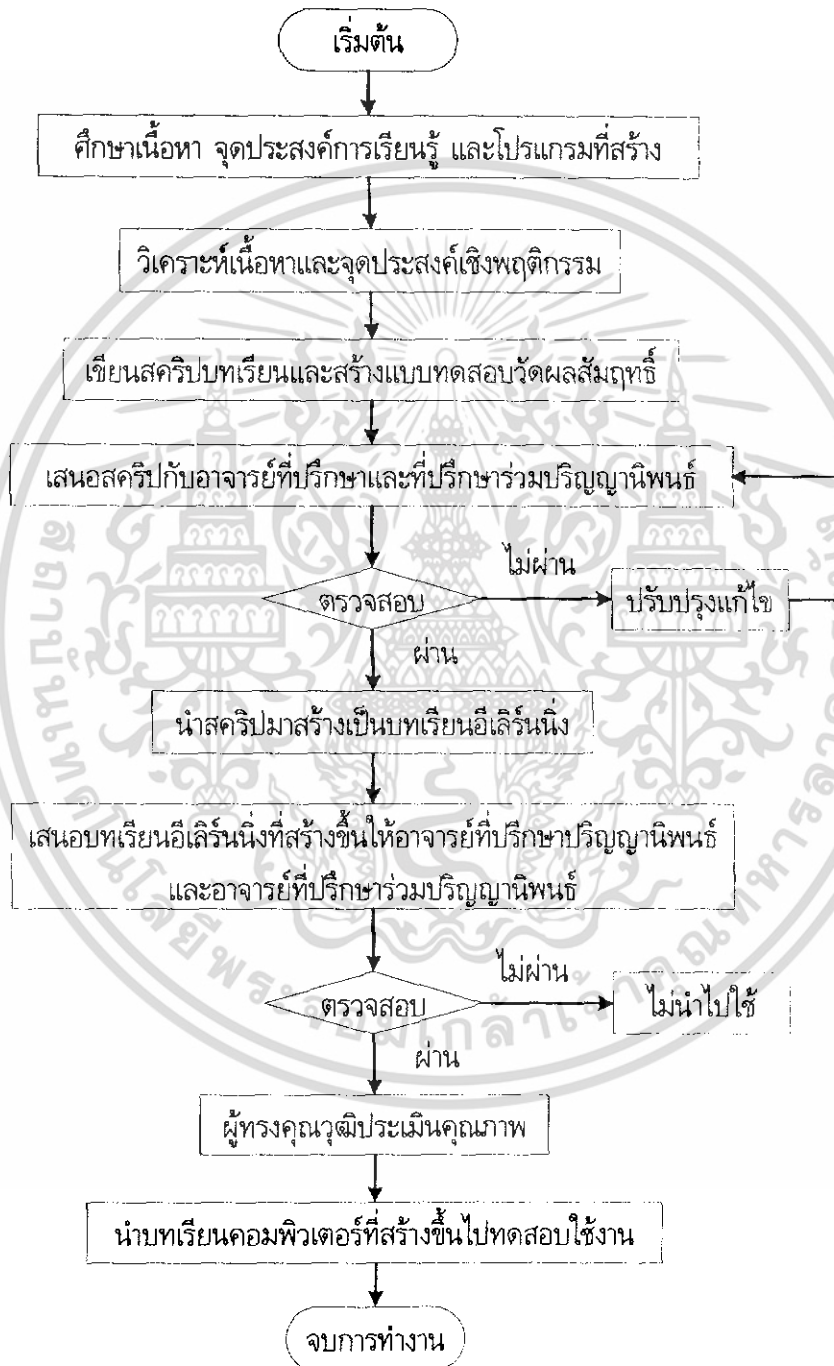 เริ่มต้น
ศึกษาเนื้อหา จุดประสงค์การเรียนรู้ และโปรแกรมที่สร้าง
วิเคราะห์เนื้อหาและจุดประสงค์เชิงพฤติกรรม
เขียนสคริปบทเรียนและสร้างแบบทดสอบวัดผลสัมฤทธิ์
เสนอสคริปกับอาจารย์ที่ปรึกษาและที่ปรึกษาร่วมปริญญานิพนธ์
ตรวจสอบ
ไม่ผ่าน
ปรับปรุงแก้ไข
ผ่าน
นำสคริปมาสร้างเป็นบทเรียนอีเลิร์นนิ่ง
เสนอบทเรียนอีเลิร์นนิ่งที่สร้างขึ้นให้อาจารย์ที่ปรึกษาปริญญานิพนธ์
และอาจารย์ที่ปรึกษาร่วมปริญญานิพนธ์
ตรวจสอบ
ไม่ผ่าน
ไม่นำไปใช้
ผ่าน
ผู้ทรงคุณวุฒิประเมินคุณภาพ
นำบทเรียนคอมพิวเตอร์ที่สร้างขึ้นไปทดสอบใช้งาน
จบการทำงาน